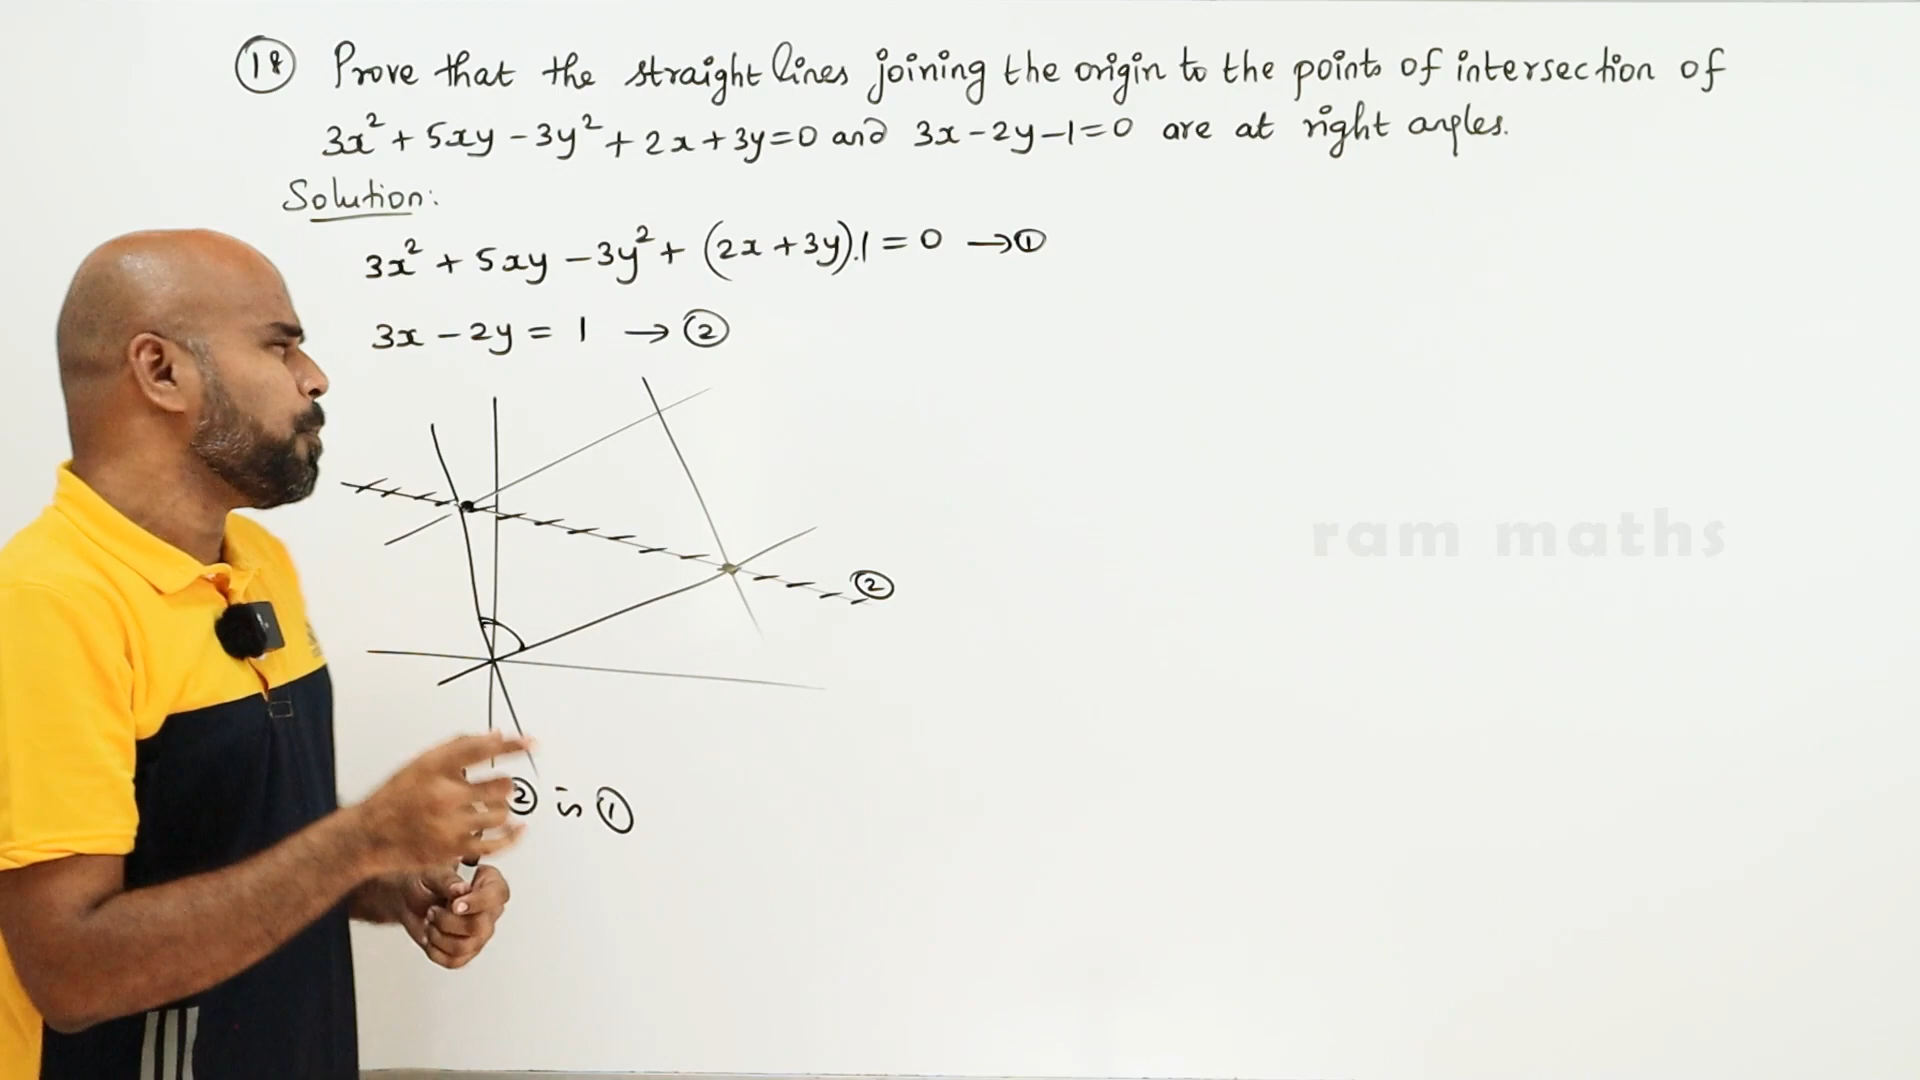 18 Prove that the straight lines joining the origin to the points of intersection of
3x² + 5xy - 3y² + 2x + 3y = 0 and 3x - 2y - 1 = 0 are at right angles.
Solution:
3x² + 5xy - 3y² + (2x + 3y).1 = 0 → ①
3x - 2y = 1 → ②
②
② in ①
ram maths